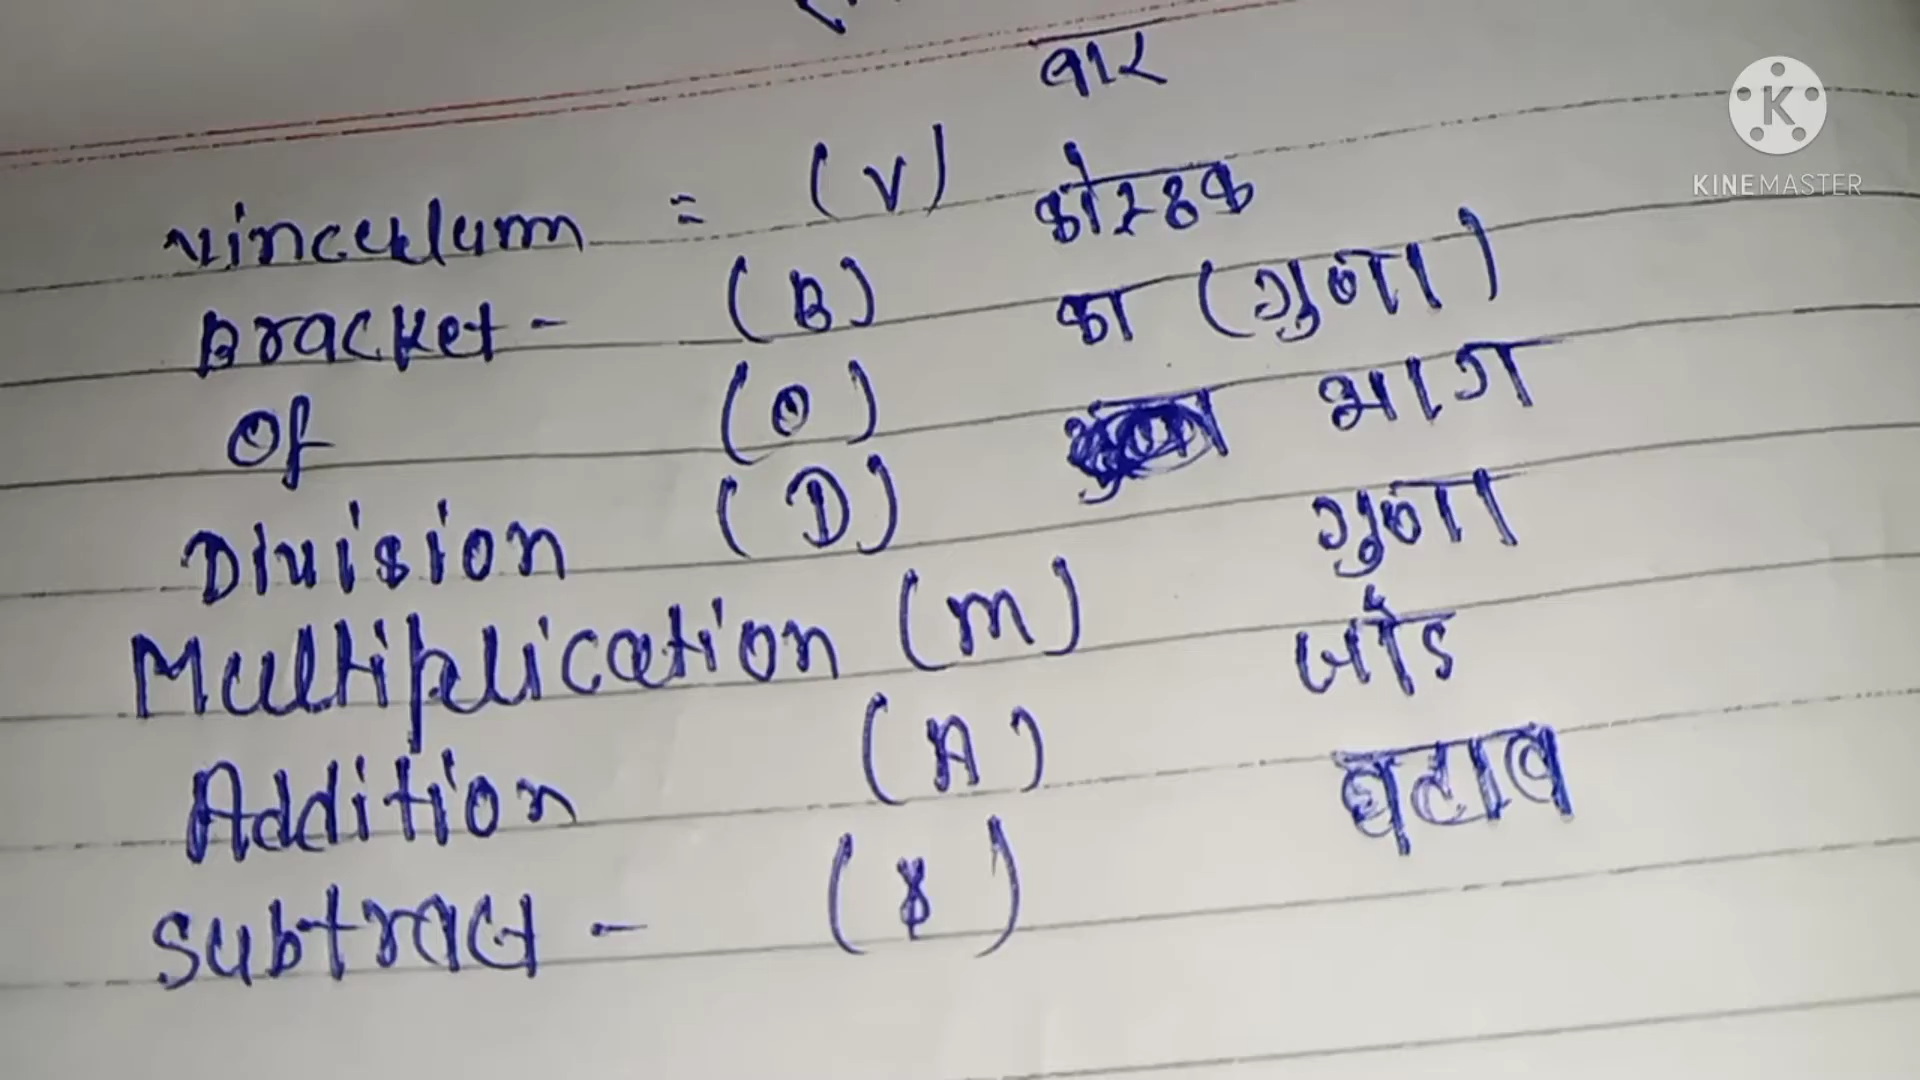 बार
Vinculum = (V) कोस्ठक
Bracket - (B) का (गुणा)
Of (O) भाग
Division (D) गुणा
Multiplication (m) जोड
Addition (A) घटाव
Subtract - (S)
KINEMASTER